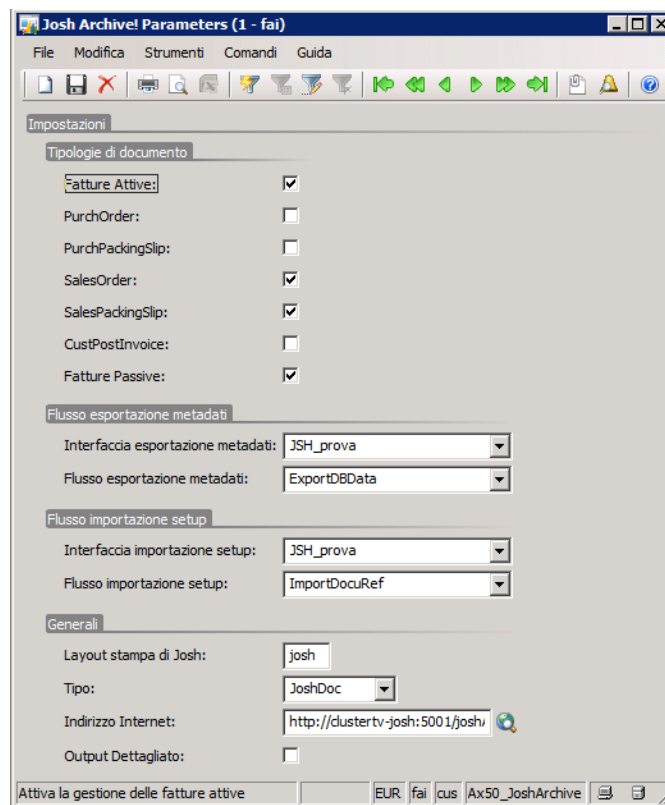 Josh Archive! Parameters (1 - fai)
File Modifica Strumenti Comandi Guida
Impostazioni
Tipologie di documento
Fatture Attive:
PurchOrder:
PurchPackingSlip:
SalesOrder:
SalesPackingSlip:
CustPostInvoice:
Fatture Passive:
Flusso esportazione metadati
Interfaccia esportazione metadati: JSH_prova
Flusso esportazione metadati: ExportDBData
Flusso importazione setup
Interfaccia importazione setup: JSH_prova
Flusso importazione setup: ImportDocuRef
Generali
Layout stampa di Josh: josh
Tipo: JoshDoc
Indirizzo Internet: http://clustertv-josh:5001/josh/
Output Dettagliato:
Attiva la gestione delle fatture attive EUR fai cus Ax50_JoshArchive